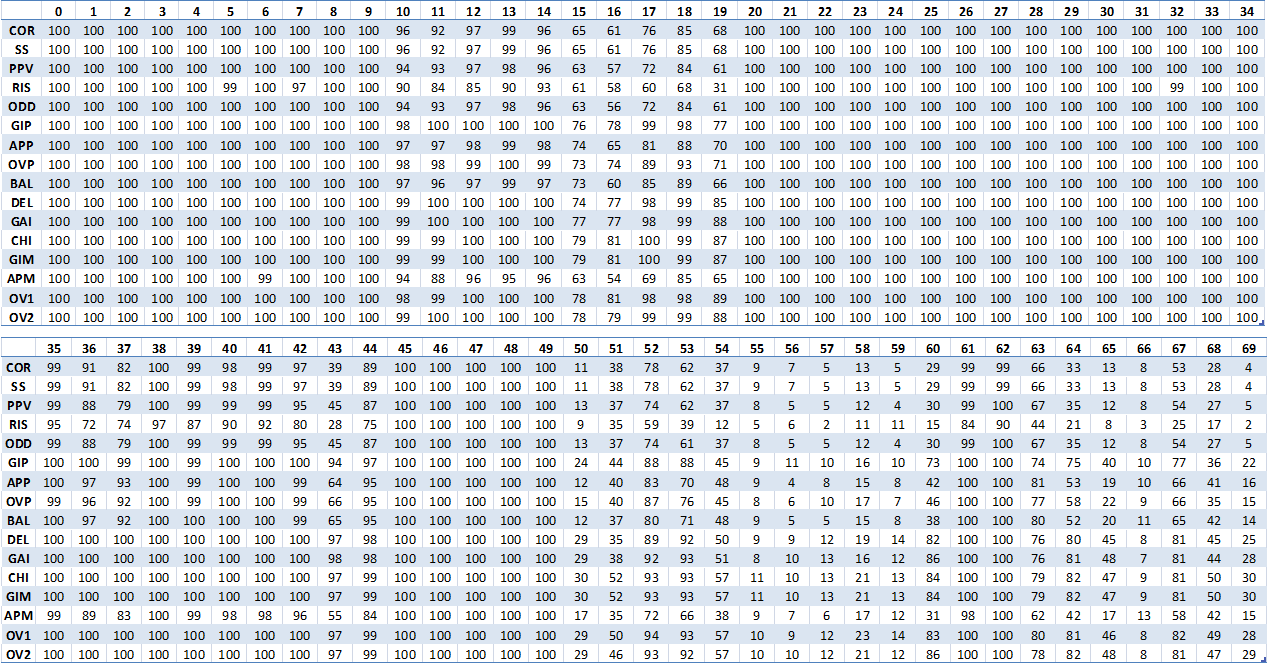 0 1 2 3 4 5 6 7 8 9 10 11 12 13 14 15 16 17 18 19 20 21 22 23 24 25 26 27 28 29 30 31 32 33 34
COR 100 100 100 100 100 100 100 100 100 100 96 92 97 99 96 65 61 76 85 68 100 100 100 100 100 100 100 100 100 100 100 100 100 100 100
SS 100 100 100 100 100 100 100 100 100 100 96 92 97 99 96 65 61 76 85 68 100 100 100 100 100 100 100 100 100 100 100 100 100 100 100
PPV 100 100 100 100 100 100 100 100 100 100 94 93 97 98 96 63 57 72 84 61 100 100 100 100 100 100 100 100 100 100 100 100 100 100 100
RIS 100 100 100 100 100 99 100 97 100 100 90 84 85 90 93 61 58 60 68 31 100 100 100 100 100 100 100 100 100 100 100 100 99 100 100
ODD 100 100 100 100 100 100 100 100 100 100 94 93 97 98 96 63 56 72 84 61 100 100 100 100 100 100 100 100 100 100 100 100 100 100 100
GIP 100 100 100 100 100 100 100 100 100 100 98 100 100 100 100 76 78 99 98 77 100 100 100 100 100 100 100 100 100 100 100 100 100 100 100
APP 100 100 100 100 100 100 100 100 100 100 97 97 98 99 98 74 65 81 88 70 100 100 100 100 100 100 100 100 100 100 100 100 100 100 100
OVP 100 100 100 100 100 100 100 100 100 100 98 98 99 100 99 73 74 89 93 71 100 100 100 100 100 100 100 100 100 100 100 100 100 100 100
BAL 100 100 100 100 100 100 100 100 100 100 97 96 97 99 97 73 60 85 89 66 100 100 100 100 100 100 100 100 100 100 100 100 100 100 100
DEL 100 100 100 100 100 100 100 100 100 100 99 100 100 100 100 74 77 98 99 85 100 100 100 100 100 100 100 100 100 100 100 100 100 100 100
GAI 100 100 100 100 100 100 100 100 100 100 99 100 100 100 100 77 77 98 99 88 100 100 100 100 100 100 100 100 100 100 100 100 100 100 100
CHI 100 100 100 100 100 100 100 100 100 100 99 99 100 100 100 79 81 100 99 87 100 100 100 100 100 100 100 100 100 100 100 100 100 100 100
GIM 100 100 100 100 100 100 100 100 100 100 99 99 100 100 100 79 81 100 99 87 100 100 100 100 100 100 100 100 100 100 100 100 100 100 100
APM 100 100 100 100 100 100 99 100 100 100 94 88 96 95 96 63 54 69 85 65 100 100 100 100 100 100 100 100 100 100 100 100 100 100 100
OV1 100 100 100 100 100 100 100 100 100 100 98 99 100 100 100 78 81 98 98 89 100 100 100 100 100 100 100 100 100 100 100 100 100 100 100
OV2 100 100 100 100 100 100 100 100 100 100 99 100 100 100 100 78 79 99 99 88 100 100 100 100 100 100 100 100 100 100 100 100 100 100 100
35 36 37 38 39 40 41 42 43 44 45 46 47 48 49 50 51 52 53 54 55 56 57 58 59 60 61 62 63 64 65 66 67 68 69
COR 99 91 82 100 99 98 99 97 39 89 100 100 100 100 100 11 38 78 62 37 9 7 5 13 5 29 99 99 66 33 13 8 53 28 4
SS 99 91 82 100 99 98 99 97 39 89 100 100 100 100 100 11 38 78 62 37 9 7 5 13 5 29 99 99 66 33 13 8 53 28 4
PPV 99 88 79 100 99 99 99 95 45 87 100 100 100 100 100 13 37 74 62 37 8 5 5 12 4 30 99 100 67 35 12 8 54 27 5
RIS 95 72 74 97 87 90 92 80 28 75 100 100 100 100 100 9 35 59 39 12 5 6 2 11 11 15 84 90 44 21 8 3 25 17 2
ODD 99 88 79 100 99 99 99 95 45 87 100 100 100 100 100 13 37 74 61 37 8 5 5 12 4 30 99 100 67 35 12 8 54 27 5
GIP 100 100 99 100 99 100 100 100 94 97 100 100 100 100 100 24 44 88 88 45 9 11 10 16 10 73 100 100 74 75 40 10 77 36 22
APP 100 97 93 100 99 100 100 99 64 95 100 100 100 100 100 12 40 83 70 48 9 4 8 15 8 42 100 100 81 53 19 10 66 41 16
OVP 99 96 92 100 99 100 100 99 66 95 100 100 100 100 100 15 40 87 76 45 8 6 10 17 7 46 100 100 77 58 22 9 66 35 15
BAL 100 97 92 100 100 100 100 99 65 95 100 100 100 100 100 12 37 80 71 48 9 5 5 15 8 38 100 100 80 52 20 11 65 42 14
DEL 100 100 100 100 100 100 100 100 97 98 100 100 100 100 100 29 35 89 92 50 9 9 12 19 14 82 100 100 76 80 45 8 81 45 25
GAI 100 100 100 100 100 100 100 100 98 98 100 100 100 100 100 29 38 92 93 51 8 10 13 16 12 86 100 100 76 81 48 7 81 44 28
CHI 100 100 100 100 100 100 100 100 97 99 100 100 100 100 100 30 52 93 93 57 11 10 13 21 13 84 100 100 79 82 47 9 81 50 30
GIM 100 100 100 100 100 100 100 100 97 99 100 100 100 100 100 30 52 93 93 57 11 10 13 21 13 84 100 100 79 82 47 9 81 50 30
APM 99 89 83 100 99 98 98 96 55 84 100 100 100 100 100 17 35 72 66 38 9 7 6 17 12 31 98 100 62 42 17 13 58 42 15
OV1 100 100 100 100 100 100 100 100 97 99 100 100 100 100 100 29 50 94 93 57 10 9 12 23 14 83 100 100 80 81 46 8 82 49 28
OV2 100 100 100 100 100 100 100 100 97 99 100 100 100 100 100 29 46 93 92 57 10 10 12 21 12 86 100 100 78 82 48 8 81 47 29